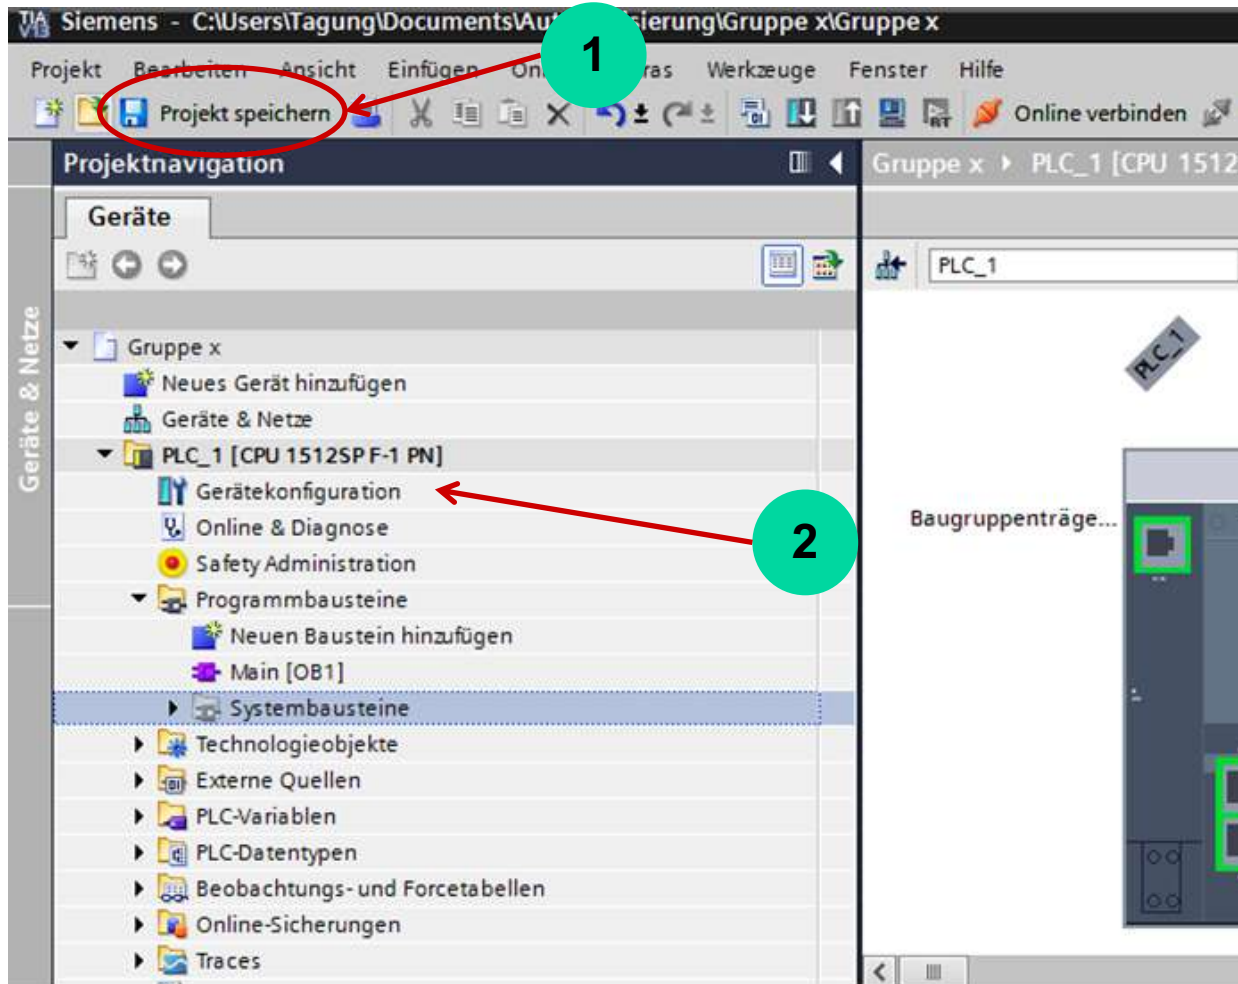 Siemens - C:\Users\Tagung\Documents\Aut sierung\Gruppe x\Gruppe x
1
Projekt Bearbeiten Ansicht Einfügen On ras Werkzeuge Fenster Hilfe
Projekt speichern
RT
Online verbinden
Projektnavigation
Gruppe x PLC_1 [CPU 1512
Geräte
PLC_1
Geräte & Netze
Gruppe x
Neues Gerät hinzufügen
Geräte & Netze
PLC_1 [CPU 1512SP F-1 PN]
Gerätekonfiguration
Online & Diagnose
Safety Administration
Programmbausteine
Neuen Baustein hinzufügen
Main [OB1]
Systembausteine
Technologieobjekte
Externe Quellen
PLC-Variablen
PLC-Datentypen
Beobachtungs- und Forcetabellen
Online-Sicherungen
Traces
2
PLC_1
Baugruppenträge...